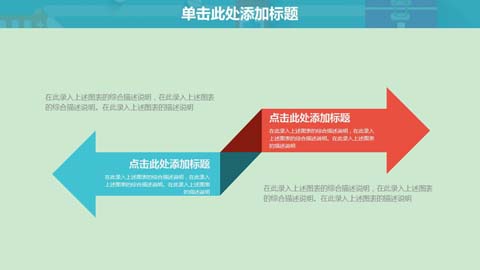 单击此处添加标题
在此录入上述图表的综合描述说明，在此录入上述图表
的综合描述说明。在此录入上述图表的综合描述说明
点击此处添加标题
在此录入上述图表的综合描述说明，在此录入
上述图表的综合描述说明。在此录入上述图表
的描述说明
点击此处添加标题
在此录入上述图表的综合描述说明，在此录入
上述图表的综合描述说明。在此录入上述图表
的描述说明
在此录入上述图表的综合描述说明，在此录入上述图表
的综合描述说明。在此录入上述图表的综合描述说明